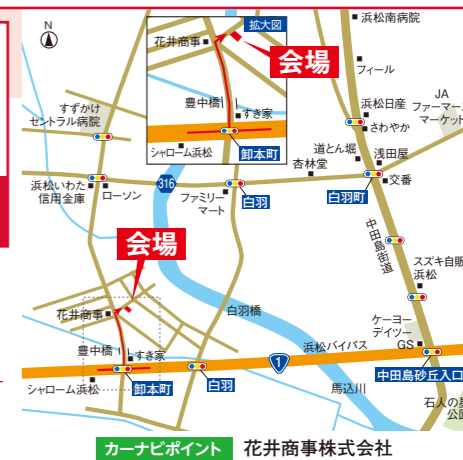 N
拡大図
花井商事
会場
豊中橋
すき家
卸本町
シャローム浜松
浜松南病院
フィール
浜松日産
さわやか
JA
ファーマーズ
マーケット
道とん堀
浅田屋
杏林堂
交番
白羽町
すずかけ
セントラル病院
浜松いわた
信用金庫
ローソン
316
ファミリー
マート
白羽
中田島街道
スズキ自販
浜松
会場
花井商事
白羽橋
豊中橋
すき家
シャローム浜松
卸本町
白羽
1
浜松バイパス
馬込川
ケーヨー
デイツー
GS
中田島砂丘入口
石人の星
公園
カーナビポイント 花井商事株式会社